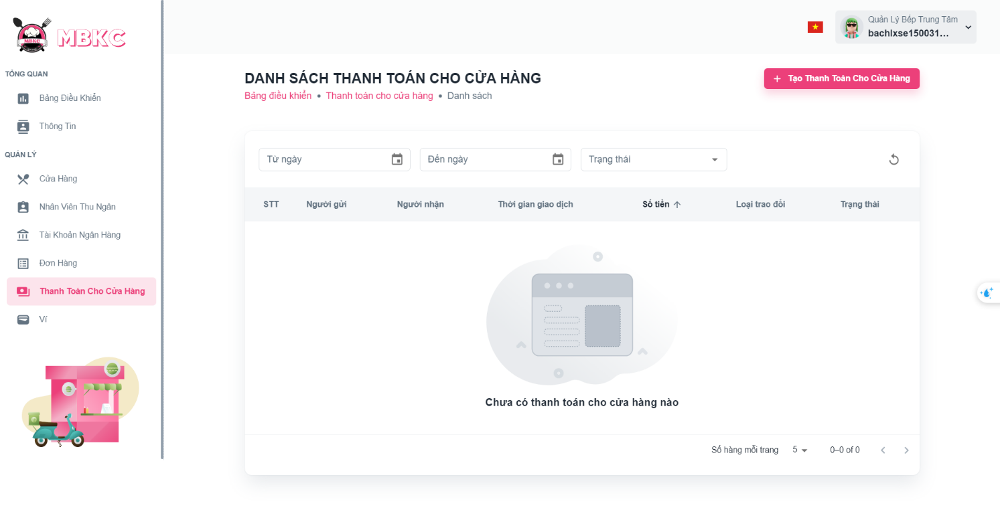 MBKC
MBKC
Quản Lý Bếp Trung Tâm
bachlxse150031...
TỔNG QUAN
Bảng Điều Khiển
Thông Tin
QUẢN LÝ
Cửa Hàng
Nhân Viên Thu Ngân
Tài Khoản Ngân Hàng
Đơn Hàng
Thanh Toán Cho Cửa Hàng
Ví
DANH SÁCH THANH TOÁN CHO CỬA HÀNG
Bảng điều khiển • Thanh toán cho cửa hàng • Danh sách
+ Tạo Thanh Toán Cho Cửa Hàng
Từ ngày Đến ngày Trạng thái
STT Người gửi Người nhận Thời gian giao dịch Số tiền ↑ Loại trao đổi Trạng thái
Chưa có thanh toán cho cửa hàng nào
Số hàng mỗi trang 5 0–0 of 0